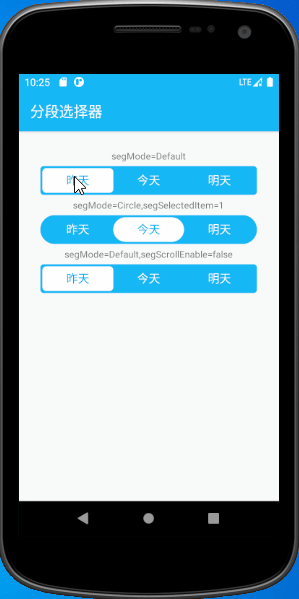 10:25 LTE
分段选择器
segMode=Default
昨天 今天 明天
segMode=Circle,segSelectedItem=1
昨天 今天 明天
segMode=Default,segScrollEnable=false
昨天 今天 明天